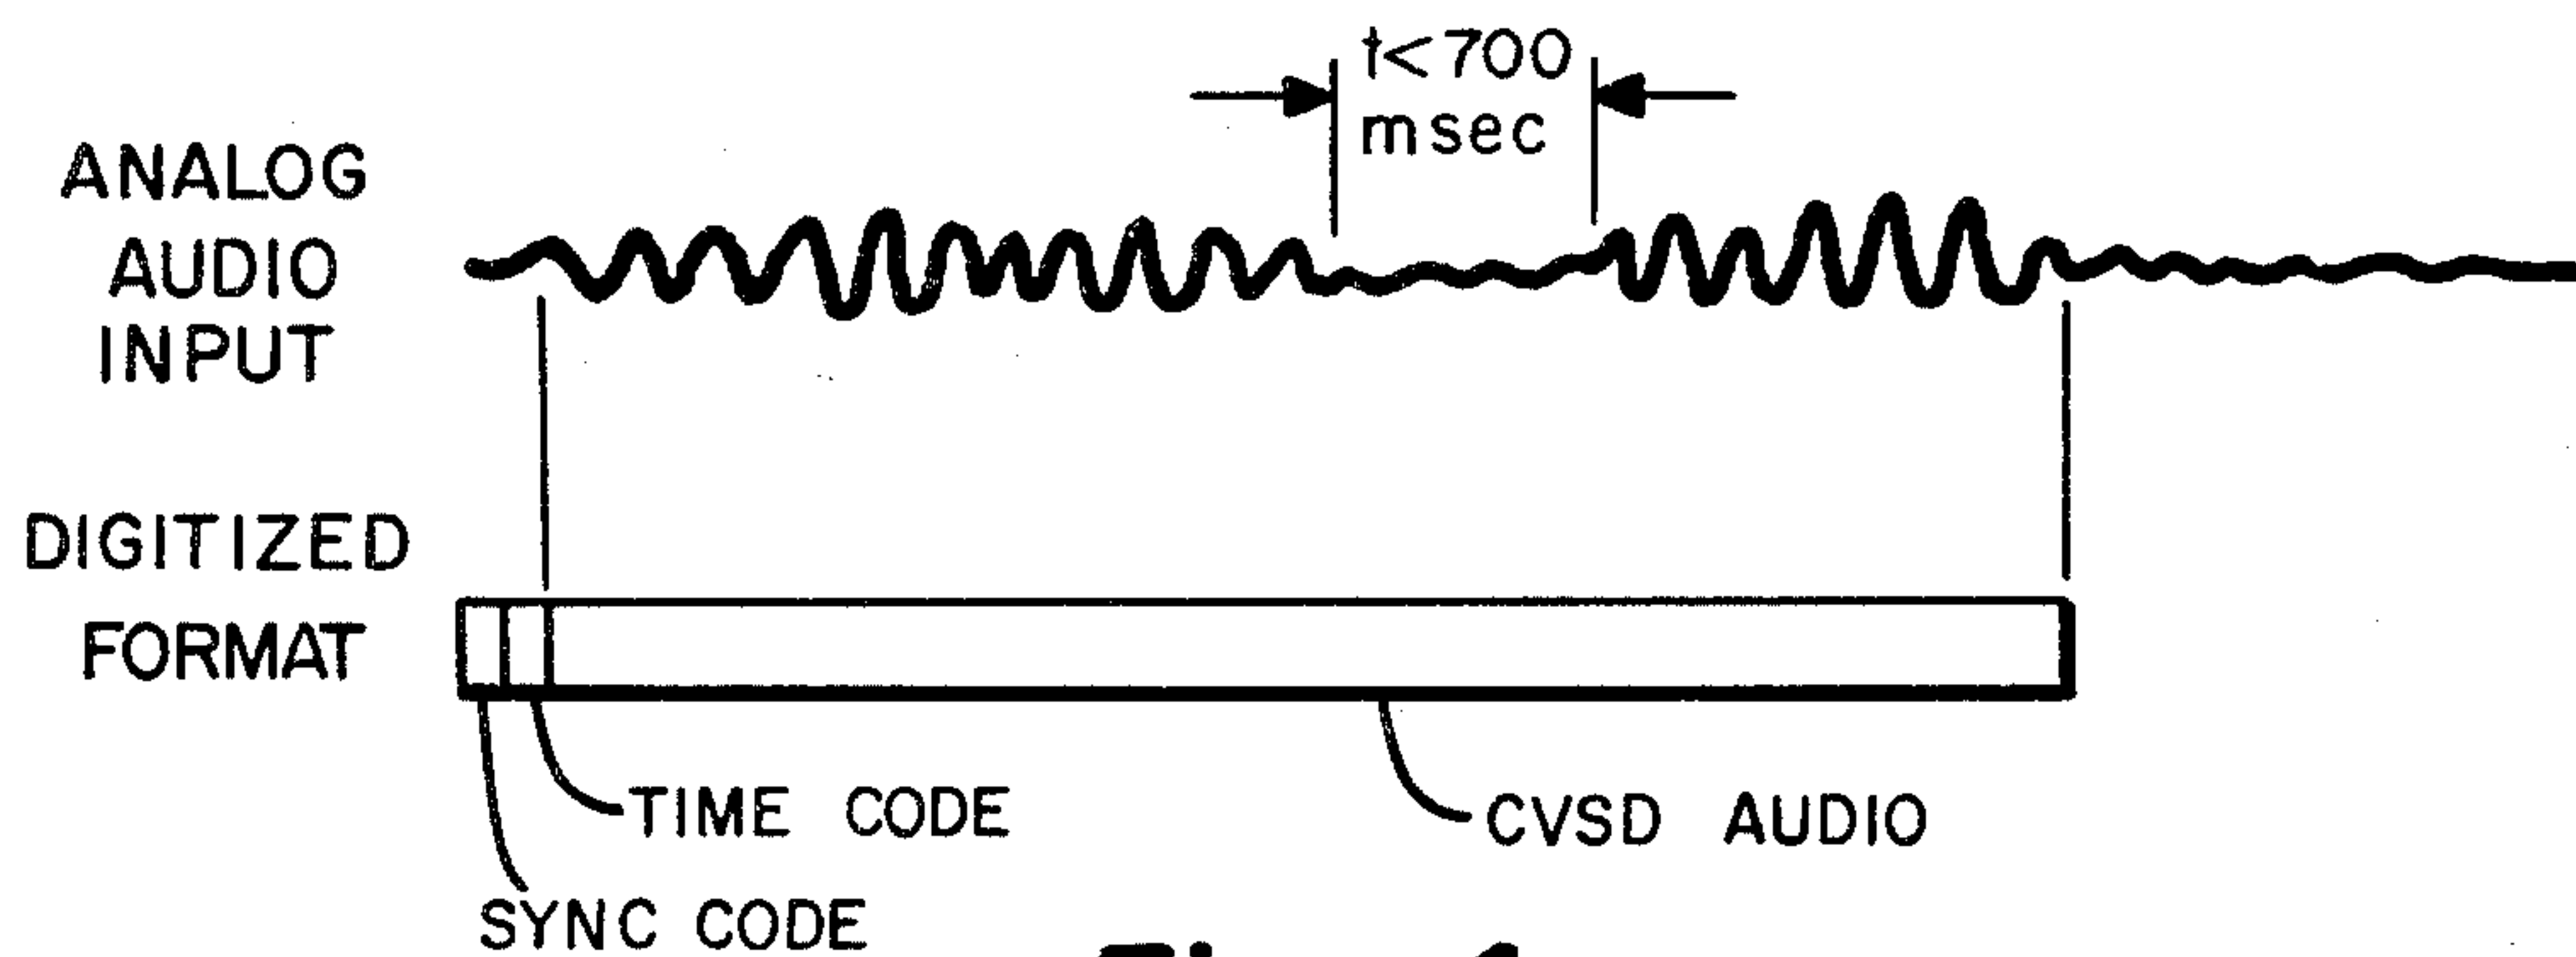 t<700
msec
ANALOG
AUDIO
INPUT
DIGITIZED
FORMAT
TIME CODE
CVSD AUDIO
SYNC CODE